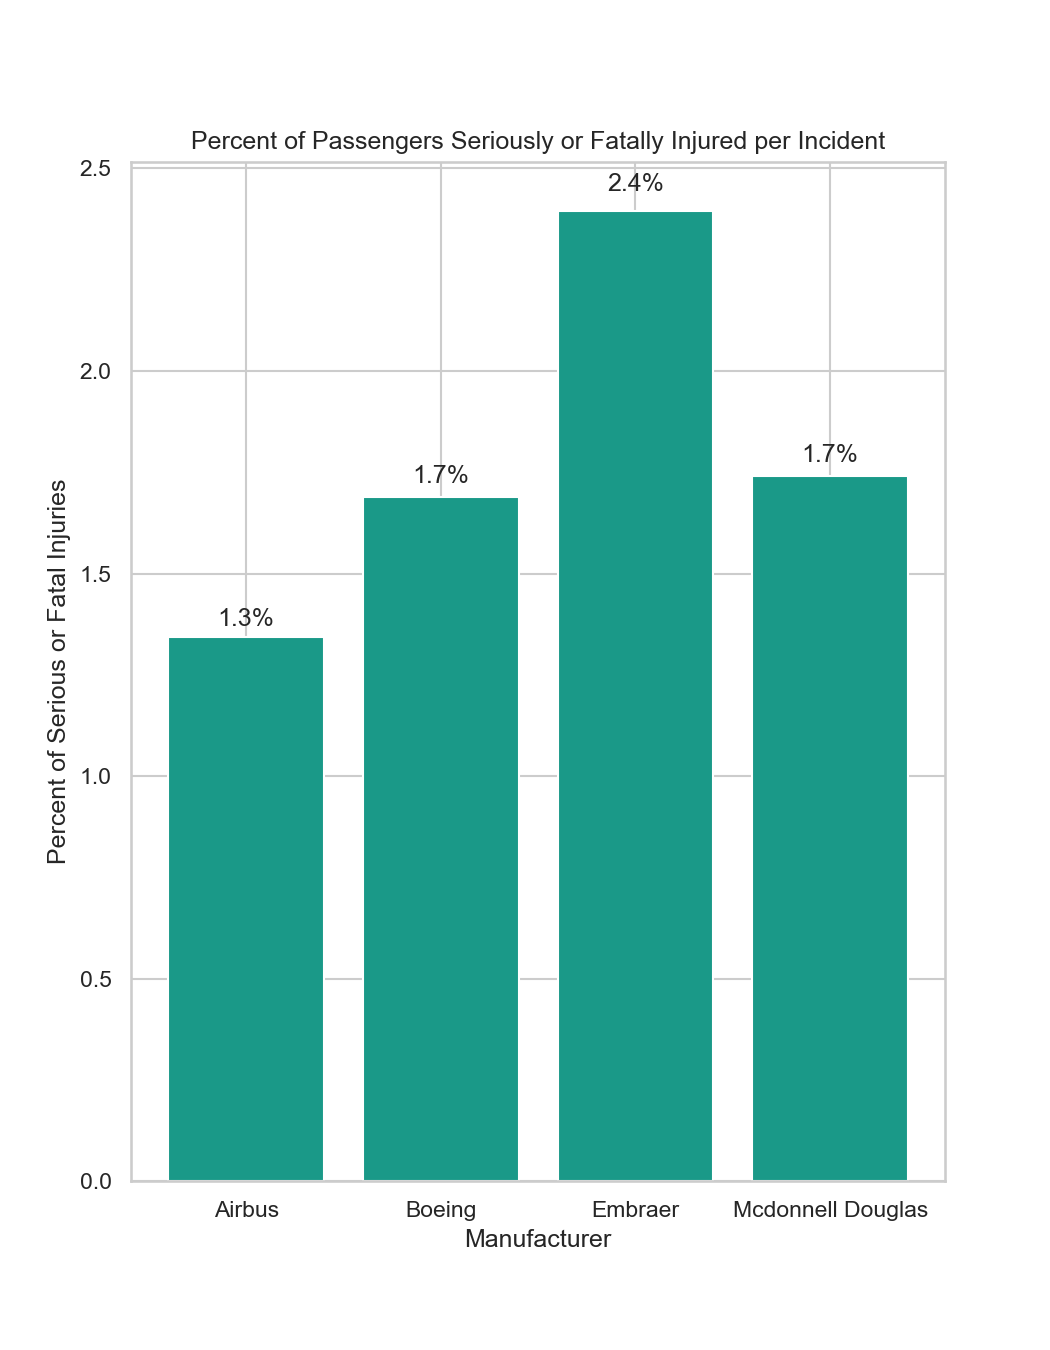 Percent of Passengers Seriously or Fatally Injured per Incident
2.5
2.4%
2.0
1.7%
1.7%
1.5
1.3%
1.0
0.5
0.0
Percent of Serious or Fatal Injuries
Airbus Boeing Embraer Mcdonnell Douglas
Manufacturer